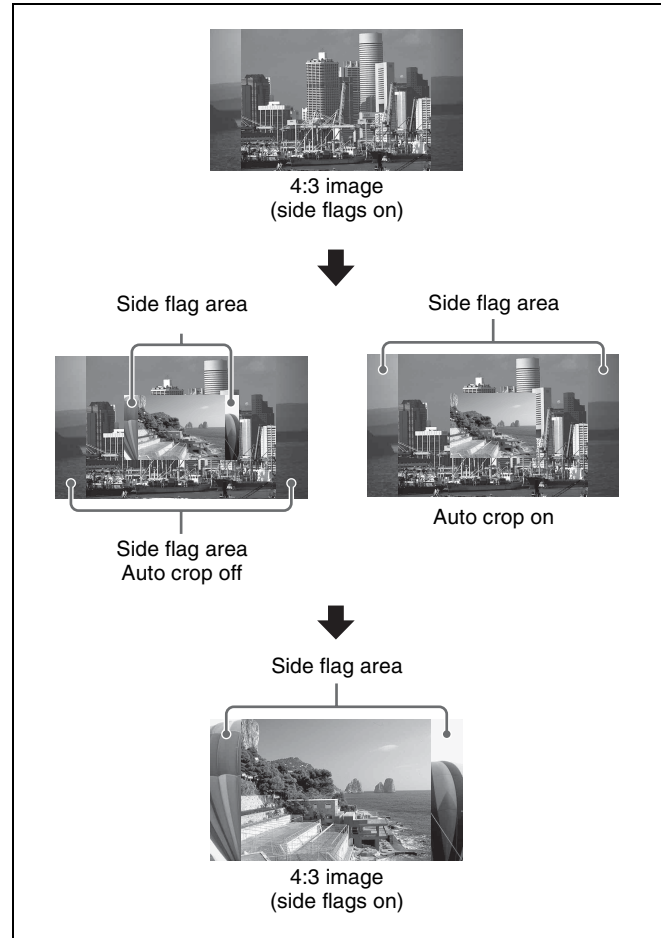 4:3 image
(side flags on)
Side flag area
Side flag area
Side flag area
Auto crop off
Auto crop on
Side flag area
4:3 image
(side flags on)